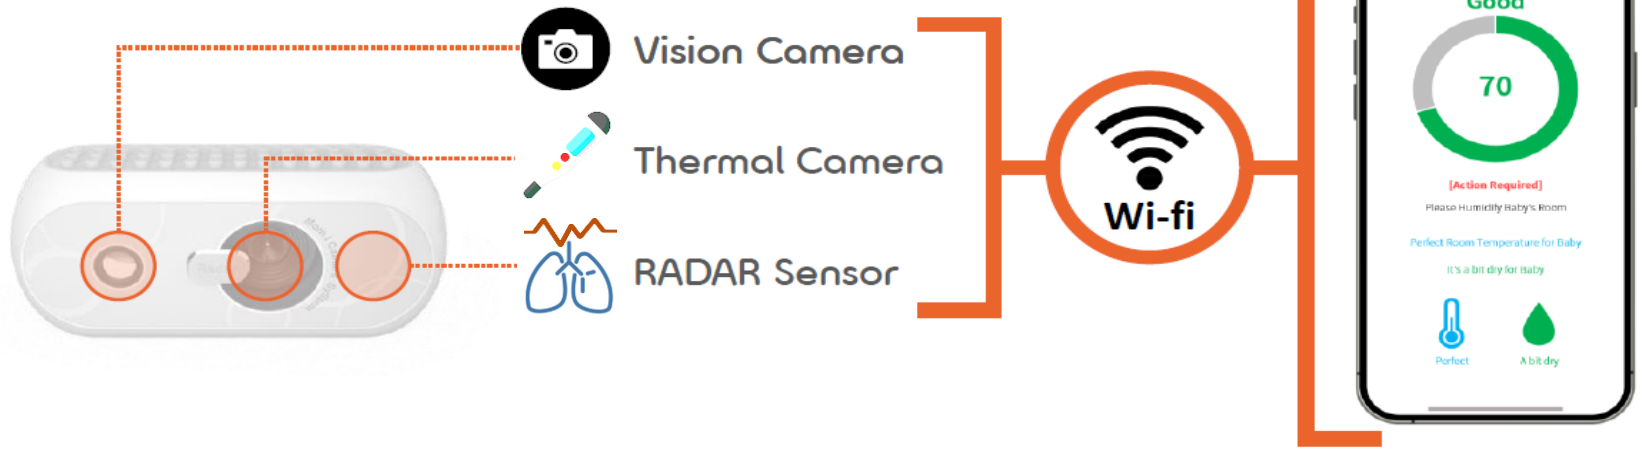 Vision Camera
Thermal Camera
RADAR Sensor
Wi-fi
Good
70
[Action Required]
Please Humidify Baby's Room
Perfect Room Temperature for Baby
It's a bit dry for Baby
Perfect
A bit dry